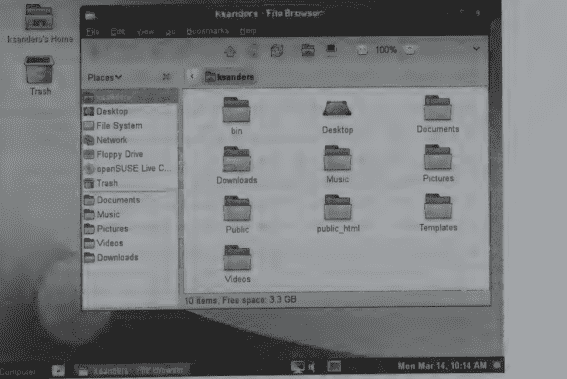 ksanders - File Browser
File Edit View Go Bookmarks Help
ksanders's Home
Trash
100%
Places
ksanders
Desktop
File System
Network
Floppy Drive
openSUSE Live C...
Trash
Documents
Music
Pictures
Videos
Downloads
bin
Desktop
Documents
Downloads
Music
Pictures
Public
public_html
Templates
Videos
10 items, Free space: 3.3 GB
Computer
ksanders - File Browser
Mon Mar 14, 10:14 AM